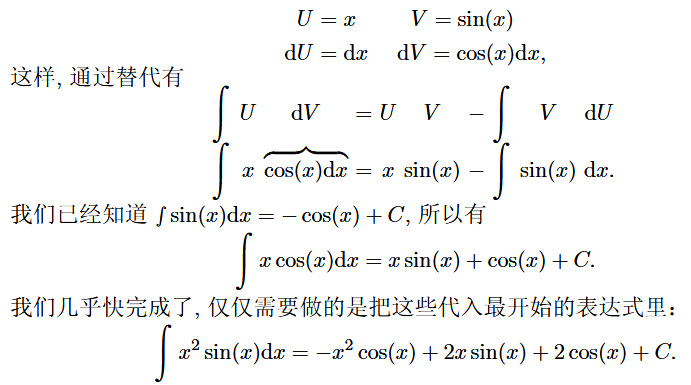 U = x V = sin(x)
dU = dx dV = cos(x)dx,
这样, 通过替代有
∫ U dV = U V − ∫ V dU
∫ x cos(x)dx = x sin(x) − ∫ sin(x) dx.
我们已经知道 ∫ sin(x)dx = − cos(x) + C, 所以有
∫ x cos(x)dx = x sin(x) + cos(x) + C.
我们几乎快完成了, 仅仅需要做的是把这些代入最开始的表达式里:
∫ x² sin(x)dx = −x² cos(x) + 2x sin(x) + 2 cos(x) + C.